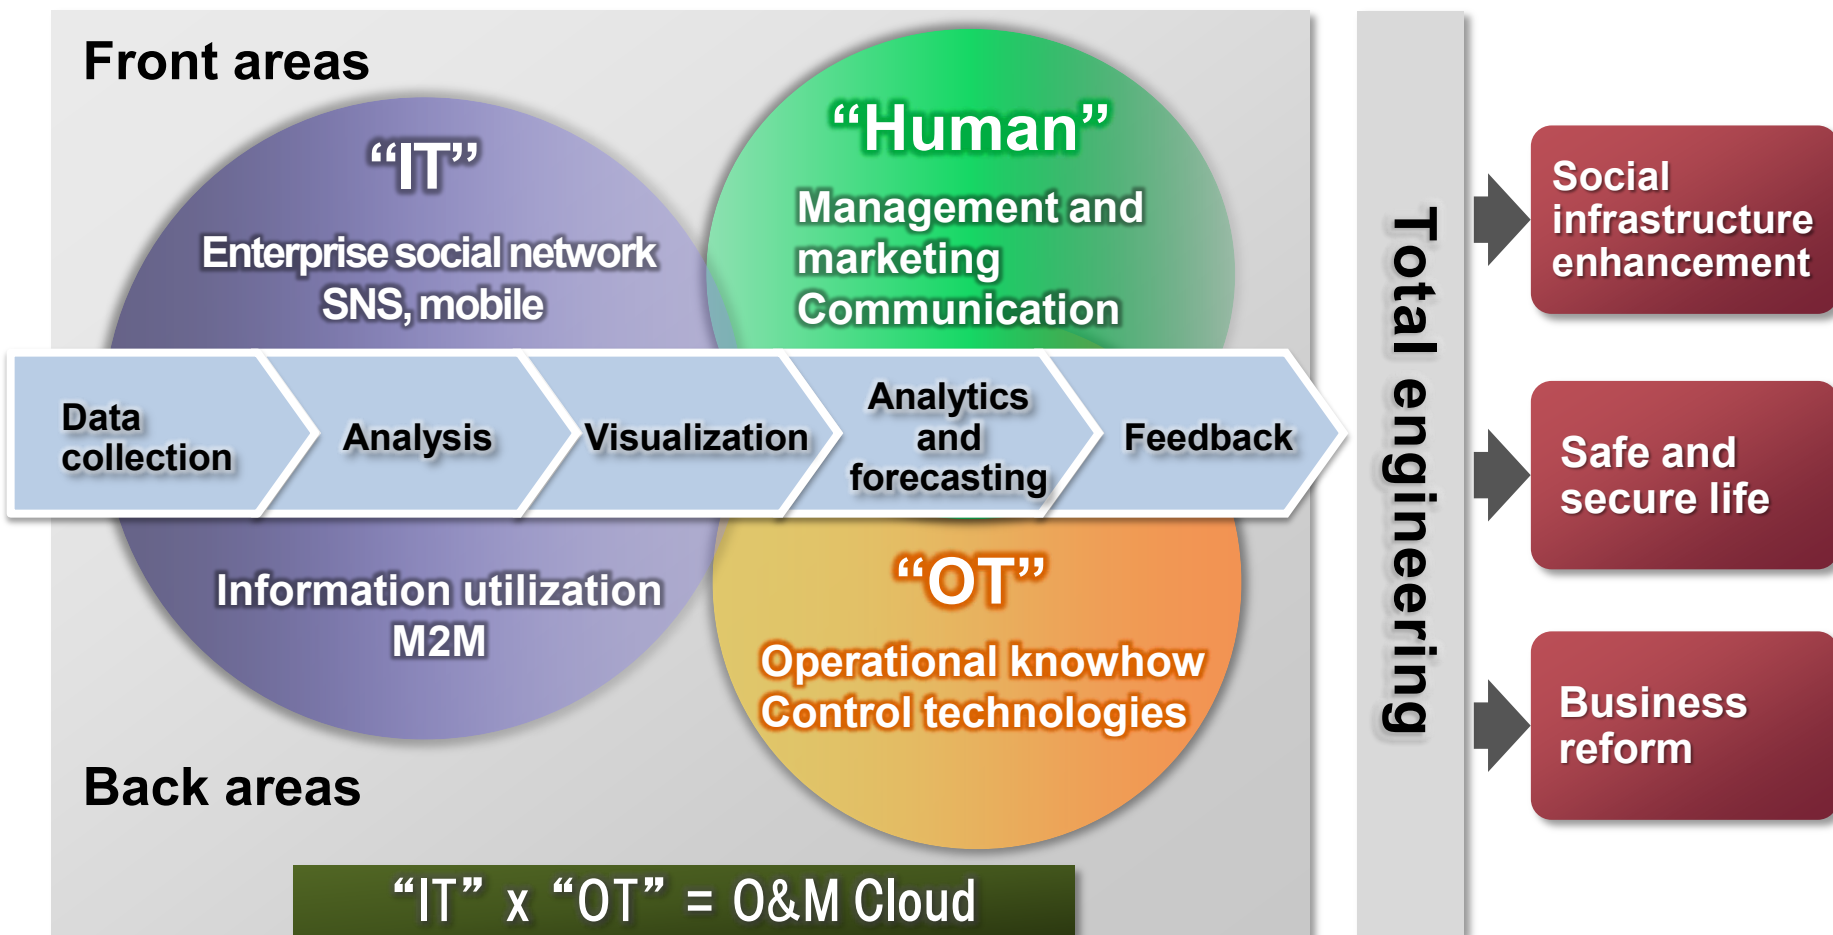 Front areas
“IT”
Enterprise social network
SNS, mobile
“Human”
Management and
marketing
Communication
Data
collection
Analysis
Visualization
Analytics
and
forecasting
Feedback
Information utilization
M2M
“OT”
Operational knowhow
Control technologies
Back areas
“IT” x “OT” = O&M Cloud
Total engineering
Social
infrastructure
enhancement
Safe and
secure life
Business
reform